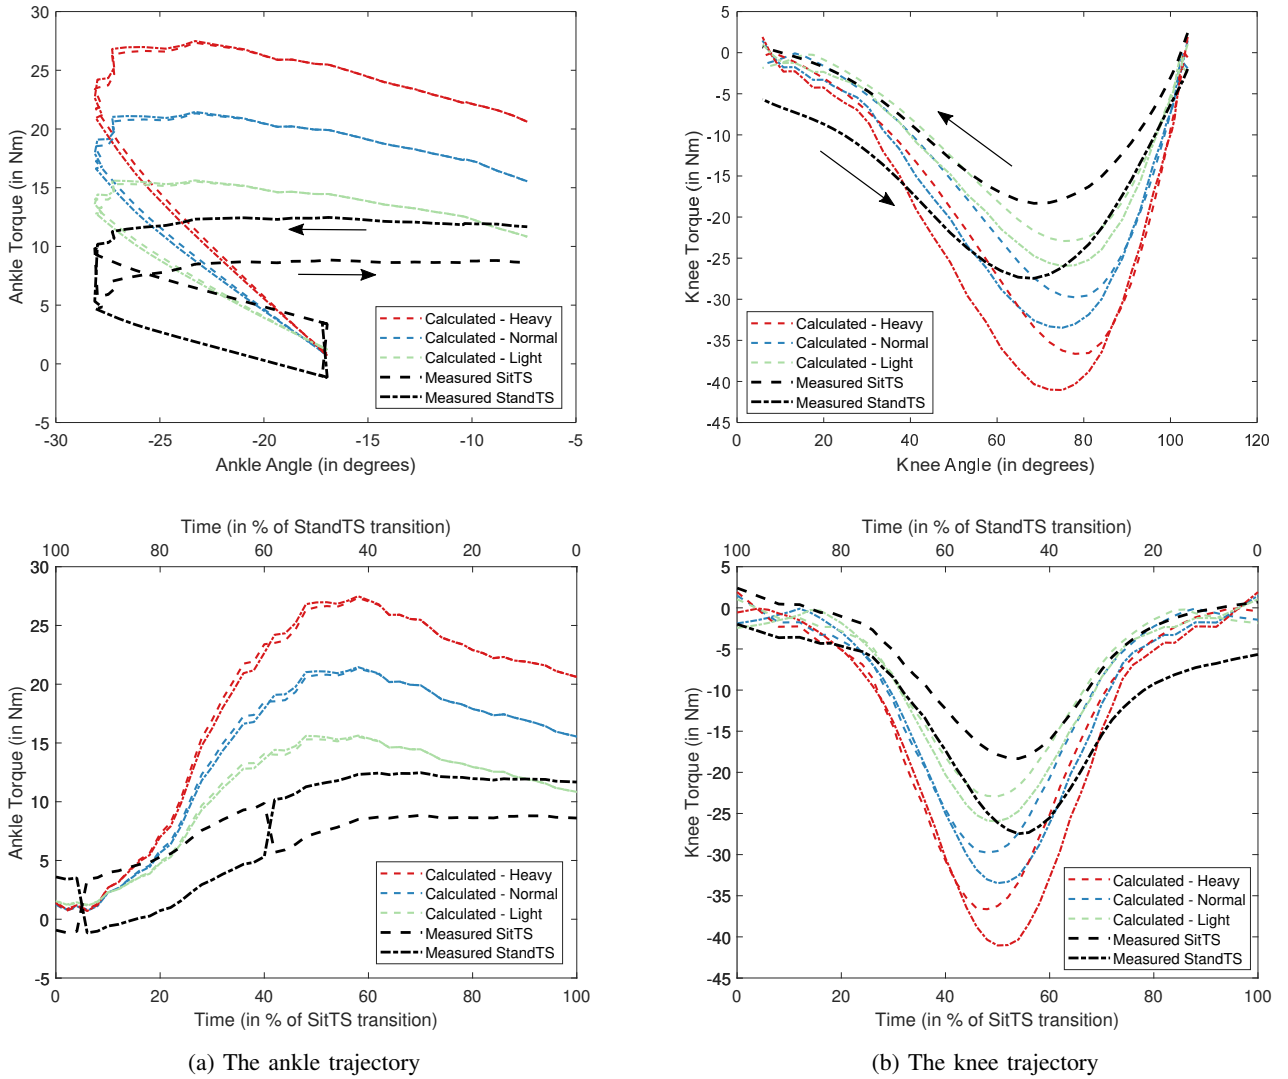 30
25
20
15
10
5
0
-5
-30
-25
-20
-15
-10
-5
Ankle Torque (in Nm)
Ankle Angle (in degrees)
Calculated - Heavy
Calculated - Normal
Calculated - Light
Measured SitTS
Measured StandTS
5
0
-5
-10
-15
-20
-25
-30
-35
-40
-45
0
20
40
60
80
100
120
Knee Torque (in Nm)
Knee Angle (in degrees)
Calculated - Heavy
Calculated - Normal
Calculated - Light
Measured SitTS
Measured StandTS
Time (in % of StandTS transition)
100
80
60
40
20
0
30
25
20
15
10
5
0
-5
0
20
40
60
80
100
Ankle Torque (in Nm)
Time (in % of SitTS transition)
Calculated - Heavy
Calculated - Normal
Calculated - Light
Measured SitTS
Measured StandTS
(a) The ankle trajectory
Time (in % of StandTS transition)
100
80
60
40
20
0
5
0
-5
-10
-15
-20
-25
-30
-35
-40
-45
0
20
40
60
80
100
Knee Torque (in Nm)
Time (in % of SitTS transition)
Calculated - Heavy
Calculated - Normal
Calculated - Light
Measured SitTS
Measured StandTS
(b) The knee trajectory